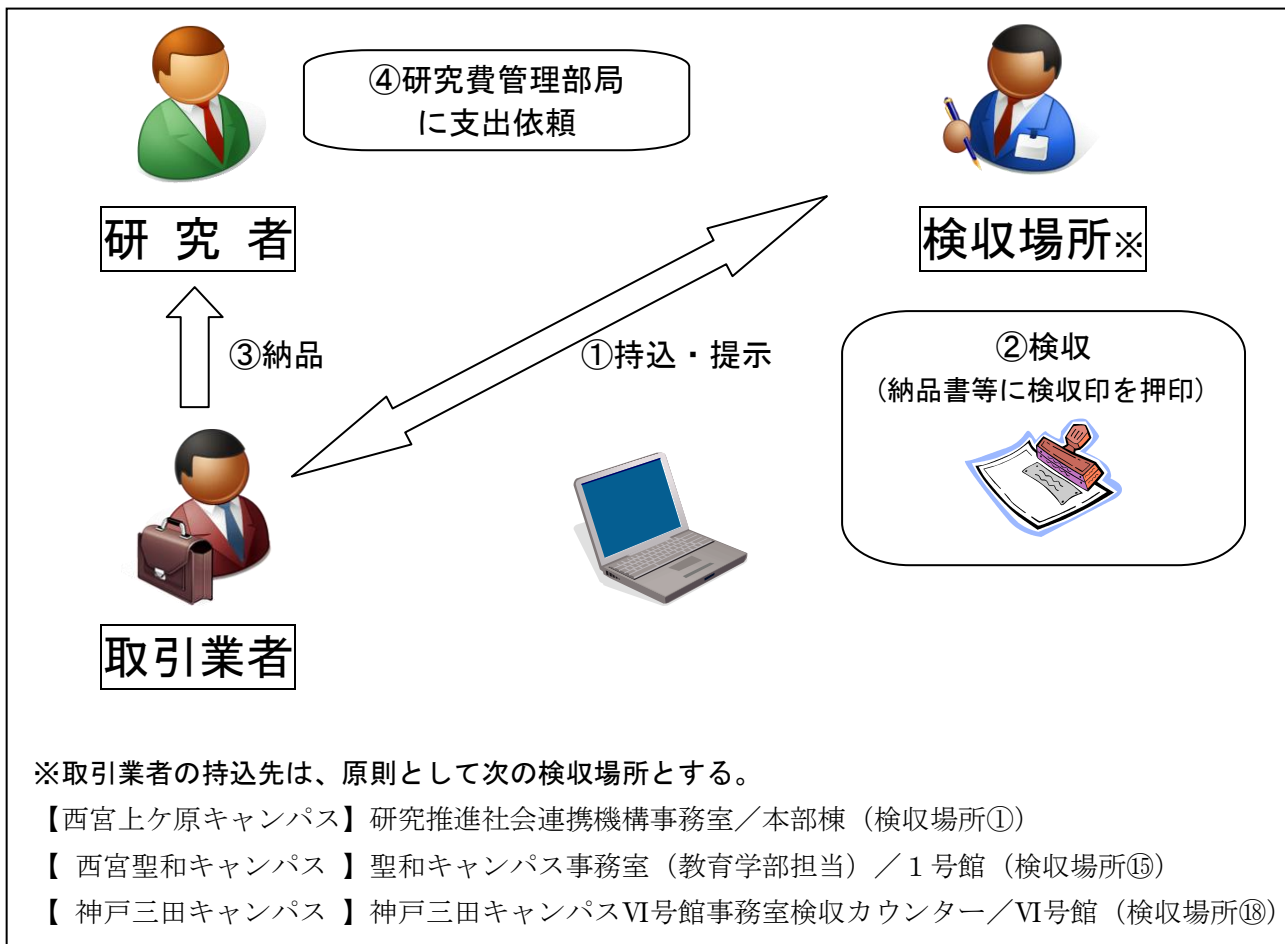 ④研究費管理部局
に支出依頼
研 究 者
検収場所※
③納品
①持込・提示
②検収
（納品書等に検収印を押印）
取引業者
※取引業者の持込先は、原則として次の検収場所とする。
【西宮上ケ原キャンパス】研究推進社会連携機構事務室／本部棟（検収場所①）
【 西宮聖和キャンパス 】聖和キャンパス事務室（教育学部担当）／１号館（検収場所⑮）
【 神戸三田キャンパス 】神戸三田キャンパスⅥ号館事務室検収カウンター／Ⅵ号館（検収場所⑱）